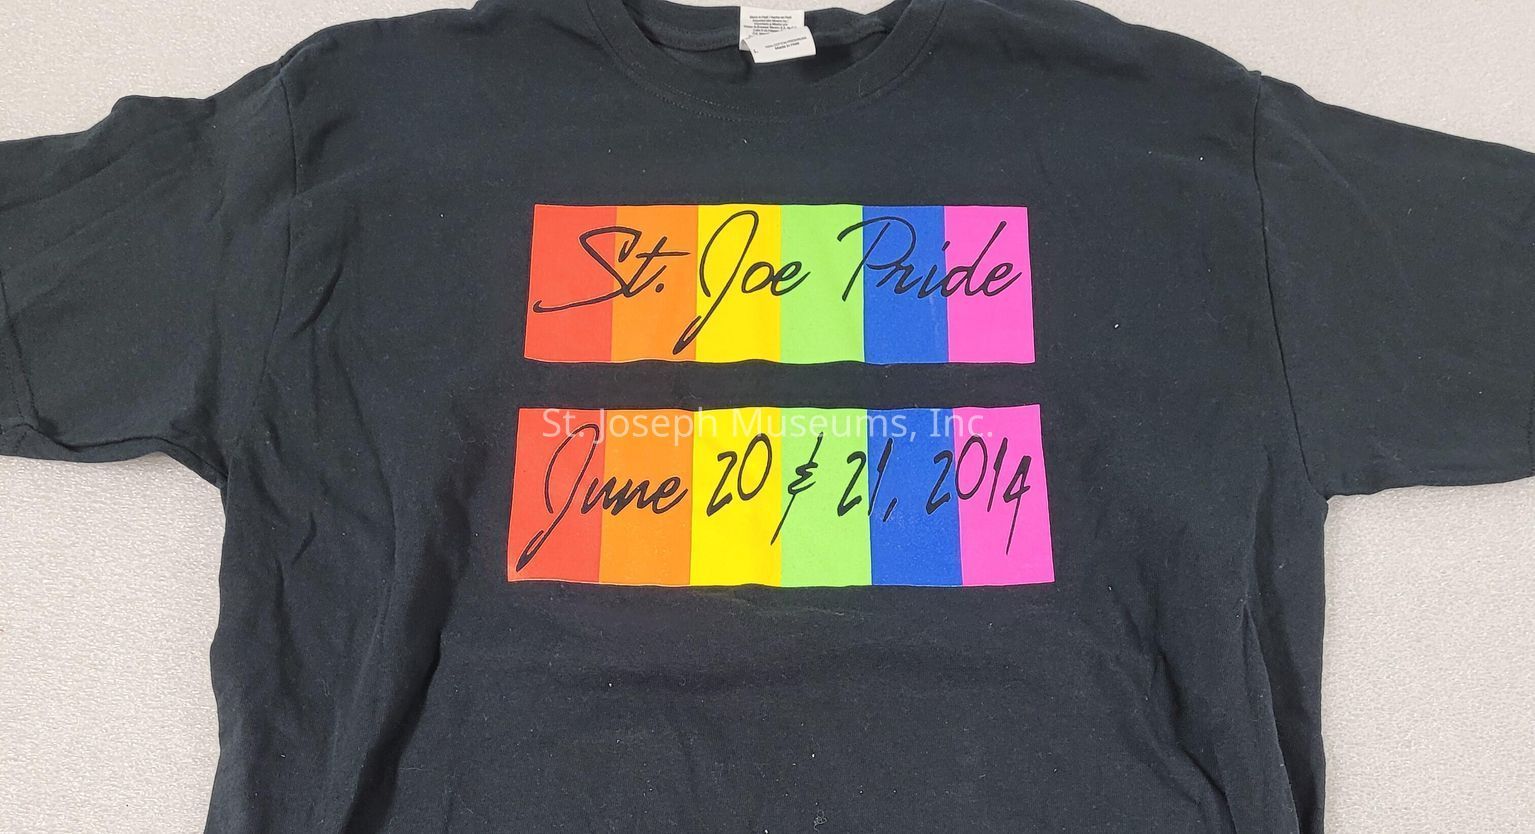 St. Joe Pride
St. Joseph Museums, Inc.
June 20 & 21, 2014